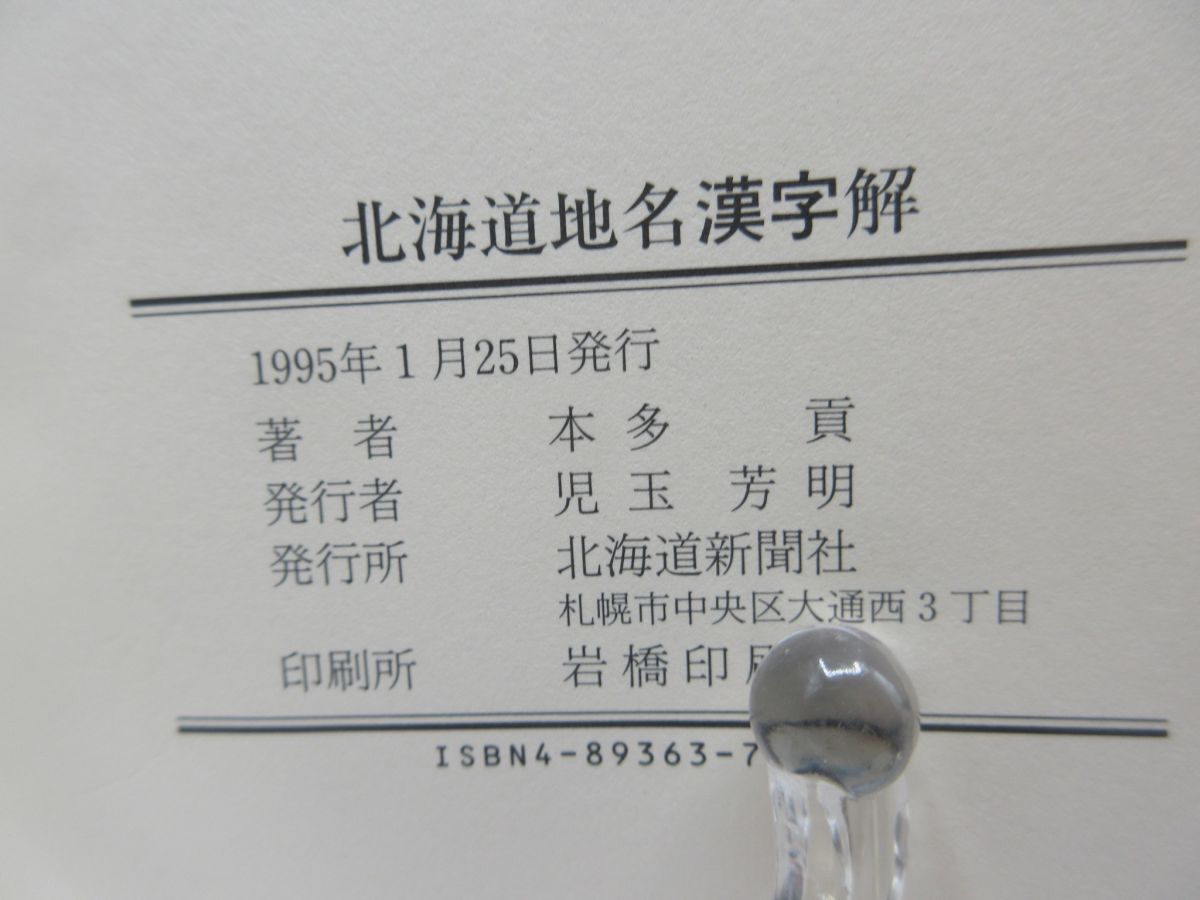 北海道地名漢字解
1995年1月25日発行
著者 本多 貢
発行者 児玉 芳明
発行所 北海道新聞社
札幌市中央区大通西3丁目
印刷所 岩橋印
ISBN4-89363-7